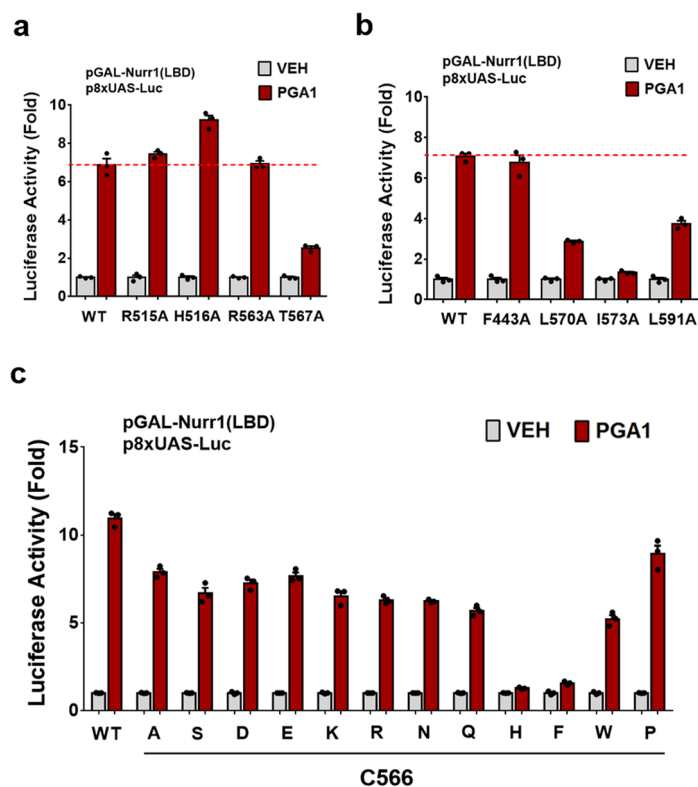 a
pGAL-Nurr1(LBD)
p8xUAS-Luc
VEH
PGA1
Luciferase Activity (Fold)
10
8
6
4
2
0
WT R515A H516A R563A T567A
b
pGAL-Nurr1(LBD)
p8xUAS-Luc
VEH
PGA1
Luciferase Activity (Fold)
10
8
6
4
2
0
WT F443A L570A I573A L591A
c
pGAL-Nurr1(LBD)
p8xUAS-Luc
VEH PGA1
Luciferase Activity (Fold)
15
10
5
0
WT A S D E K R N Q H F W P
C566